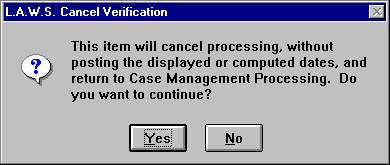 L.A.W.S. Cancel Verification
This item will cancel processing, without
posting the displayed or computed dates, and
return to Case Management Processing. Do
you want to continue?
Yes No